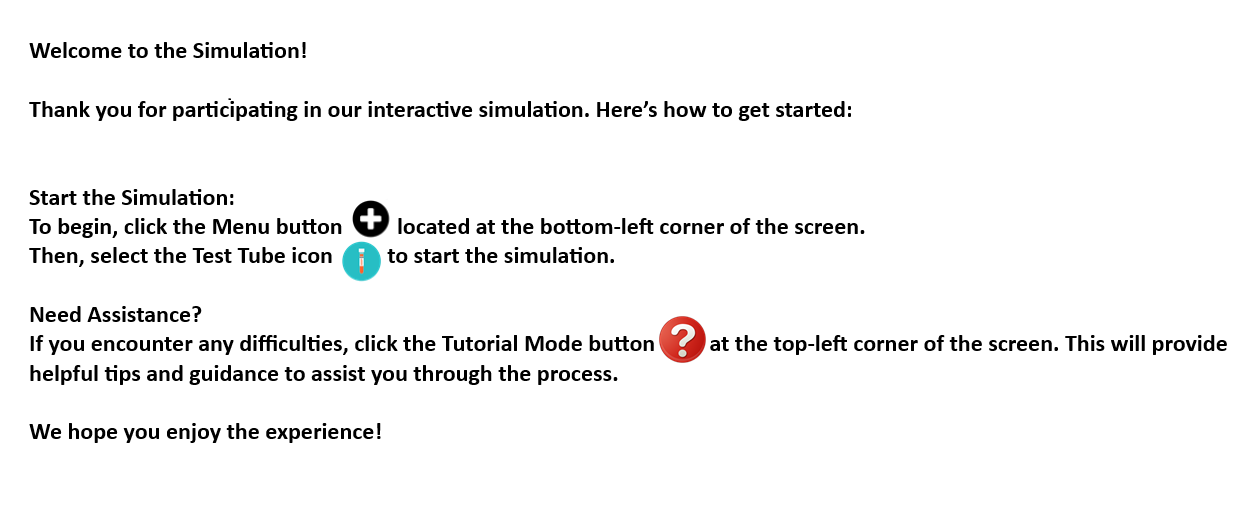 Welcome to the Simulation!
Thank you for participating in our interactive simulation. Here’s how to get started:
Start the Simulation:
To begin, click the Menu button located at the bottom-left corner of the screen.
Then, select the Test Tube icon to start the simulation.
Need Assistance?
If you encounter any difficulties, click the Tutorial Mode button ? at the top-left corner of the screen. This will provide
helpful tips and guidance to assist you through the process.
We hope you enjoy the experience!